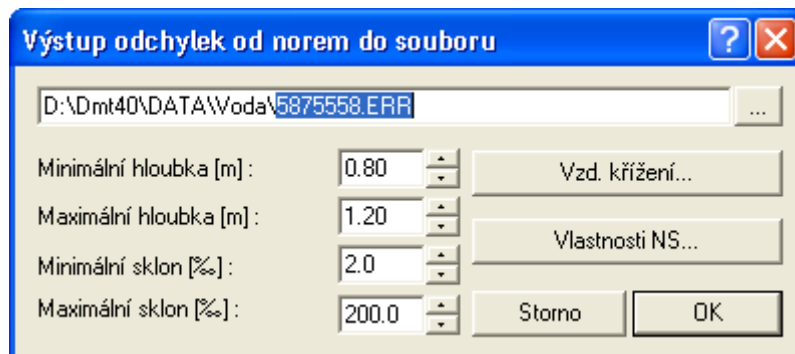 Výstup odchylek od norem do souboru
D:\Dmt40\DATA\Voda\5875558.ERR ...
Minimální hloubka [m] : 0.80 Vzd. křížení...
Maximální hloubka [m] : 1.20
Vlastnosti NS...
Minimální sklon [‰] : 2.0
Maximální sklon [‰] : 200.0 Storno OK